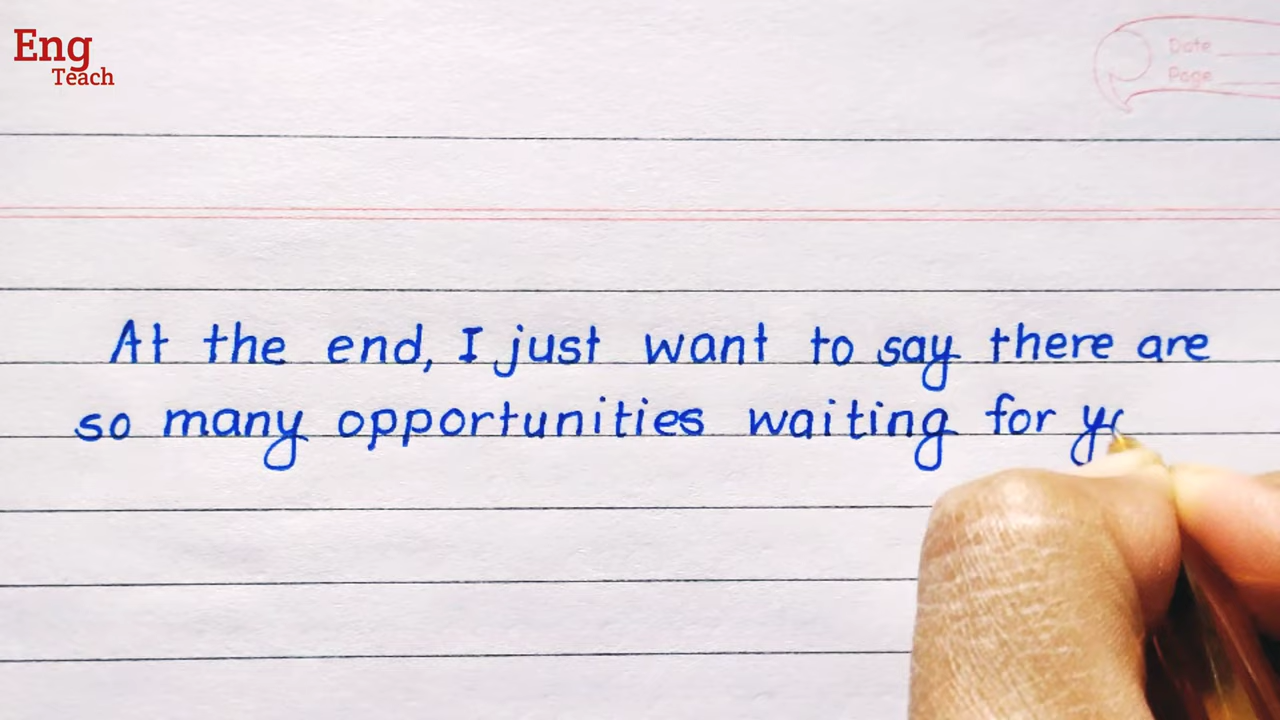 Eng
Teach
Date
Page
At the end, I just want to say there are
so many opportunities waiting for